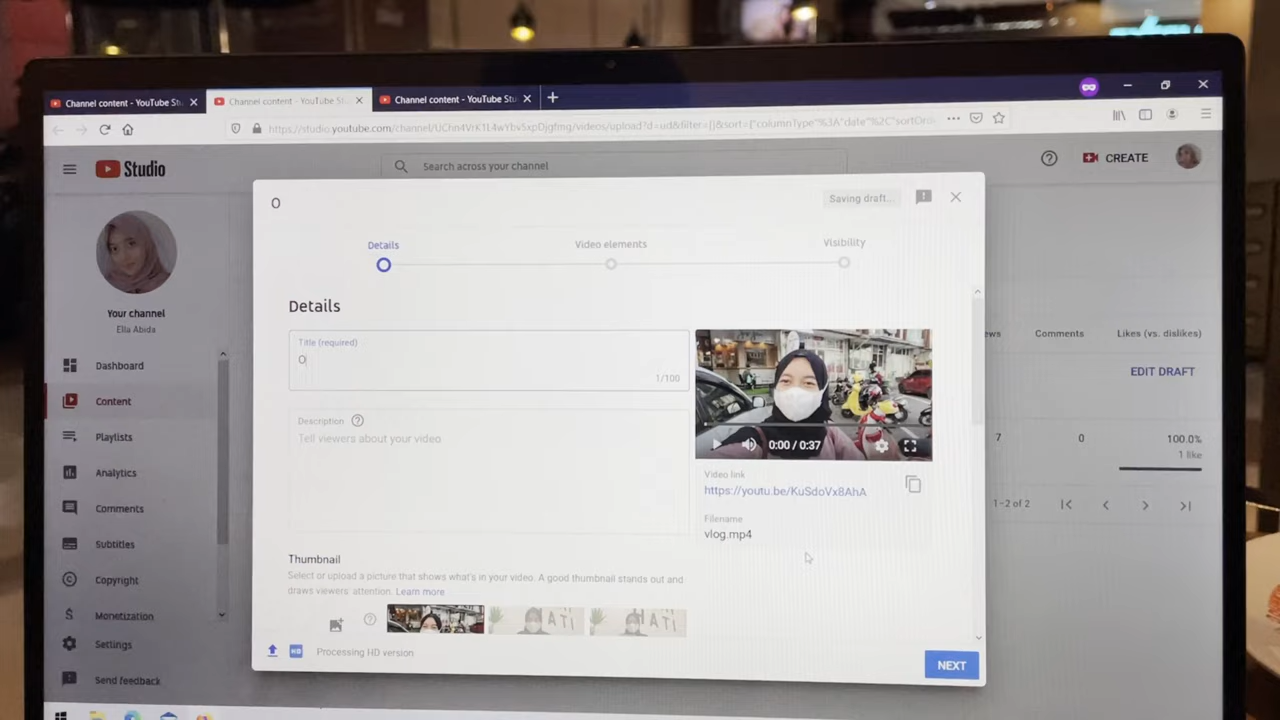 Channel content - YouTube Stu
Channel content - YouTube Stu
Channel content - YouTube Stu
Studio
Search across your channel
CREATE
O
Saving draft...
Details
Video elements
Visibility
Your channel
Ella Abida
Dashboard
Content
Playlists
Analytics
Comments
Subtitles
Copyright
Monetization
Settings
Send feedback
Details
Title (required)
O
1/100
Description
Tell viewers about your video
0:00 / 0:37
Video link
https://youtu.be/KuSdoVx8AhA
Filename
vlog.mp4
Thumbnail
Select or upload a picture that shows what's in your video. A good thumbnail stands out and
draws viewers' attention. Learn more
HD
Processing HD version
NEXT
ews
Comments
Likes (vs. dislikes)
EDIT DRAFT
7
0
100.0%
1 like
1–2 of 2